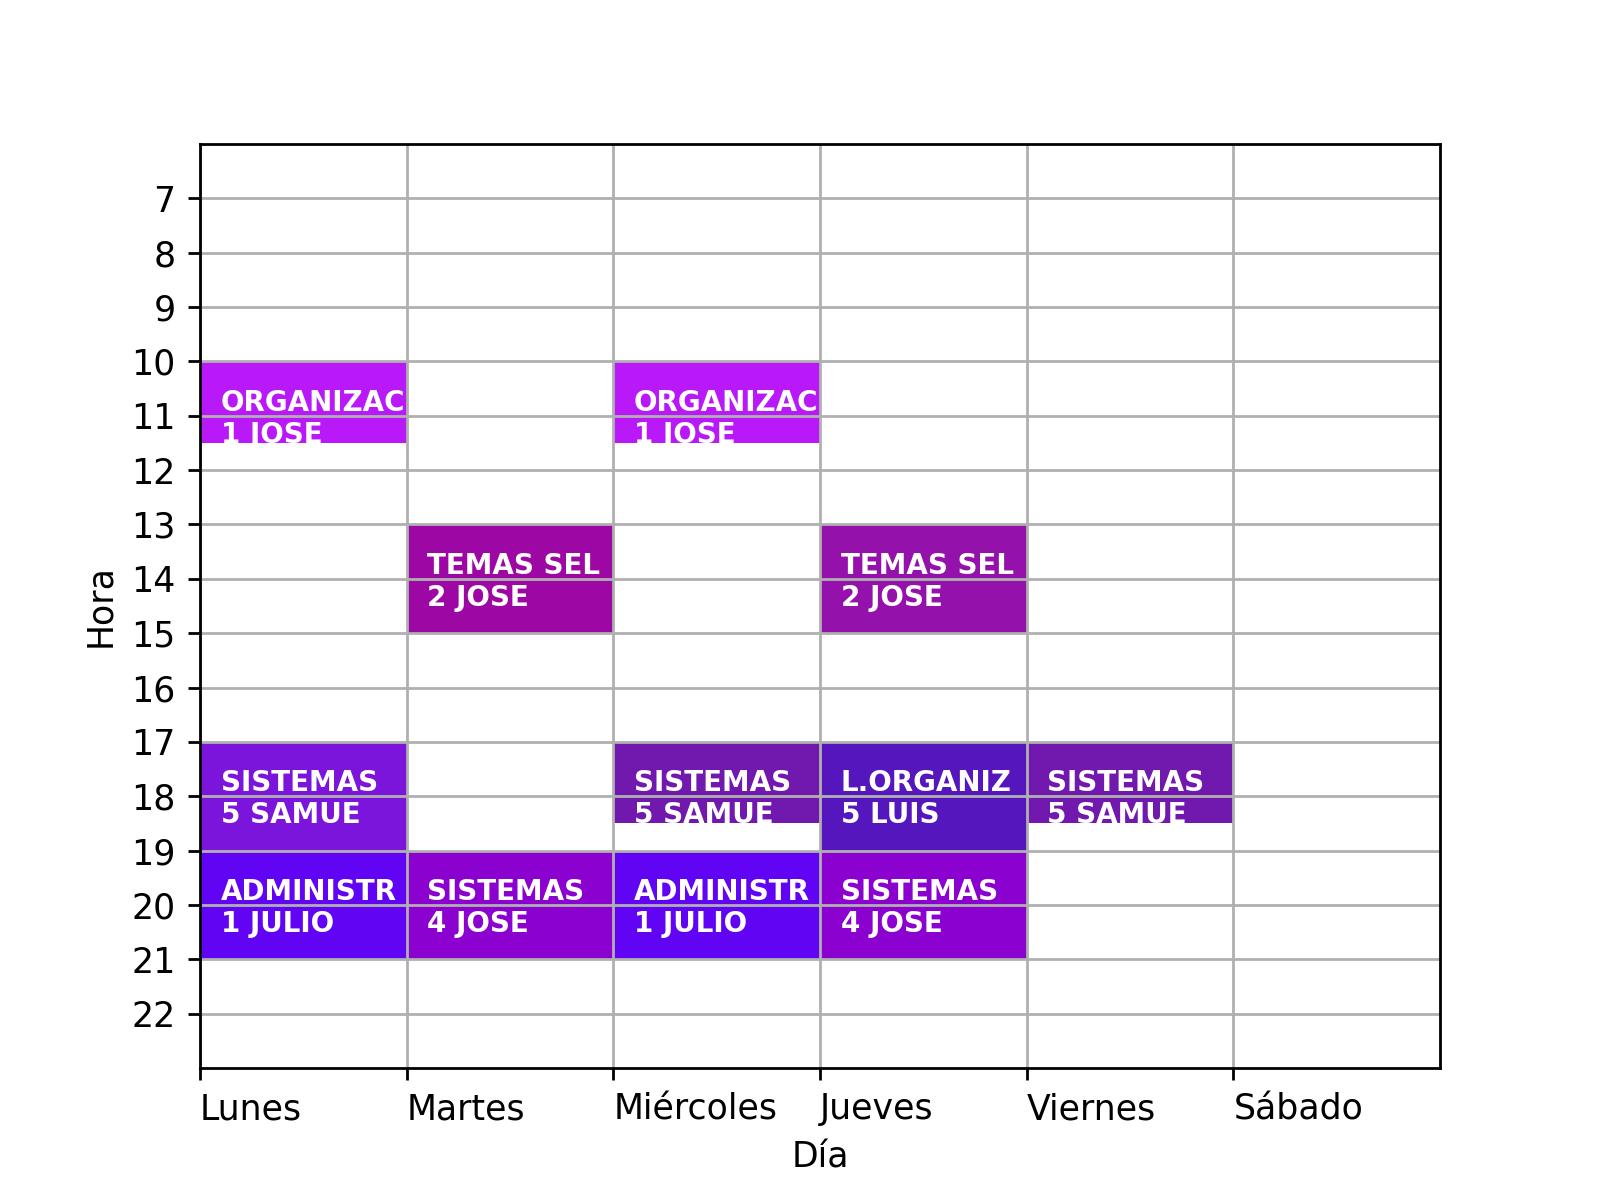 7
8
9
10
ORGANIZAC
1 JOSE
ORGANIZAC
1 JOSE
11
12
13
TEMAS SEL
2 JOSE
TEMAS SEL
2 JOSE
14
Hora
15
16
17
SISTEMAS
5 SAMUE
SISTEMAS
5 SAMUE
L.ORGANIZ
5 LUIS
SISTEMAS
5 SAMUE
18
19
ADMINISTR
1 JULIO
SISTEMAS
4 JOSE
ADMINISTR
1 JULIO
SISTEMAS
4 JOSE
20
21
22
Lunes
Martes
Miércoles
Jueves
Viernes
Sábado
Día